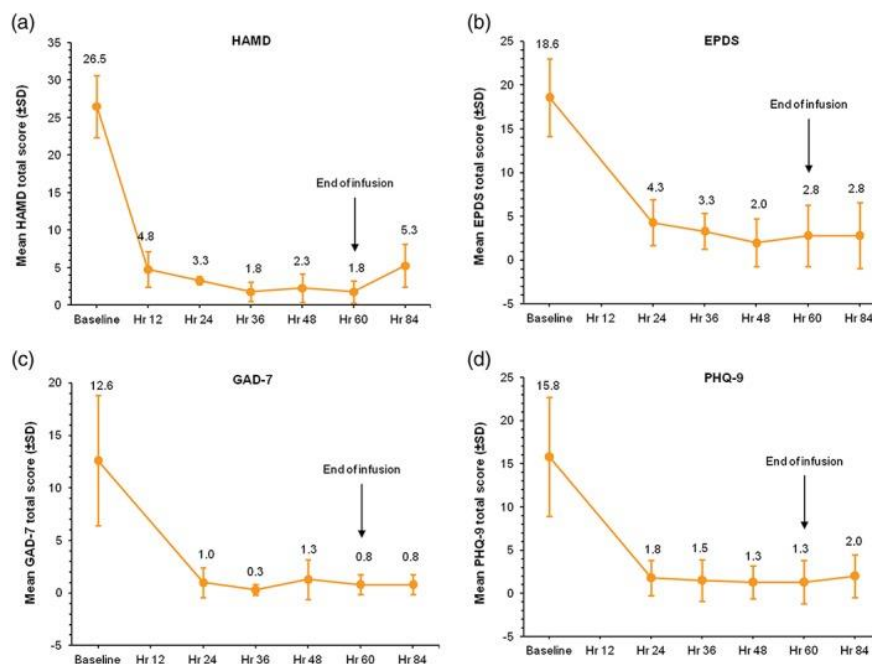 (a)
HAMD
Mean HAMD total score (±SD)
35
30
25
20
15
10
5
0
26.5
4.8
3.3
1.8
2.3
1.8
5.3
End of infusion
Baseline Hr 12 Hr 24 Hr 36 Hr 48 Hr 60 Hr 84
(b)
EPDS
Mean EPDS total score (±SD)
25
20
15
10
5
0
-5
18.6
4.3
3.3
2.0
2.8
2.8
End of infusion
Baseline Hr 12 Hr 24 Hr 36 Hr 48 Hr 60 Hr 84
(c)
GAD-7
Mean GAD-7 total score (±SD)
20
15
10
5
0
-5
12.6
1.0
0.3
1.3
0.8
0.8
End of infusion
Baseline Hr 12 Hr 24 Hr 36 Hr 48 Hr 60 Hr 84
(d)
PHQ-9
Mean PHQ-9 total score (±SD)
25
20
15
10
5
0
-5
15.8
1.8
1.5
1.3
1.3
2.0
End of infusion
Baseline Hr 12 Hr 24 Hr 36 Hr 48 Hr 60 Hr 84